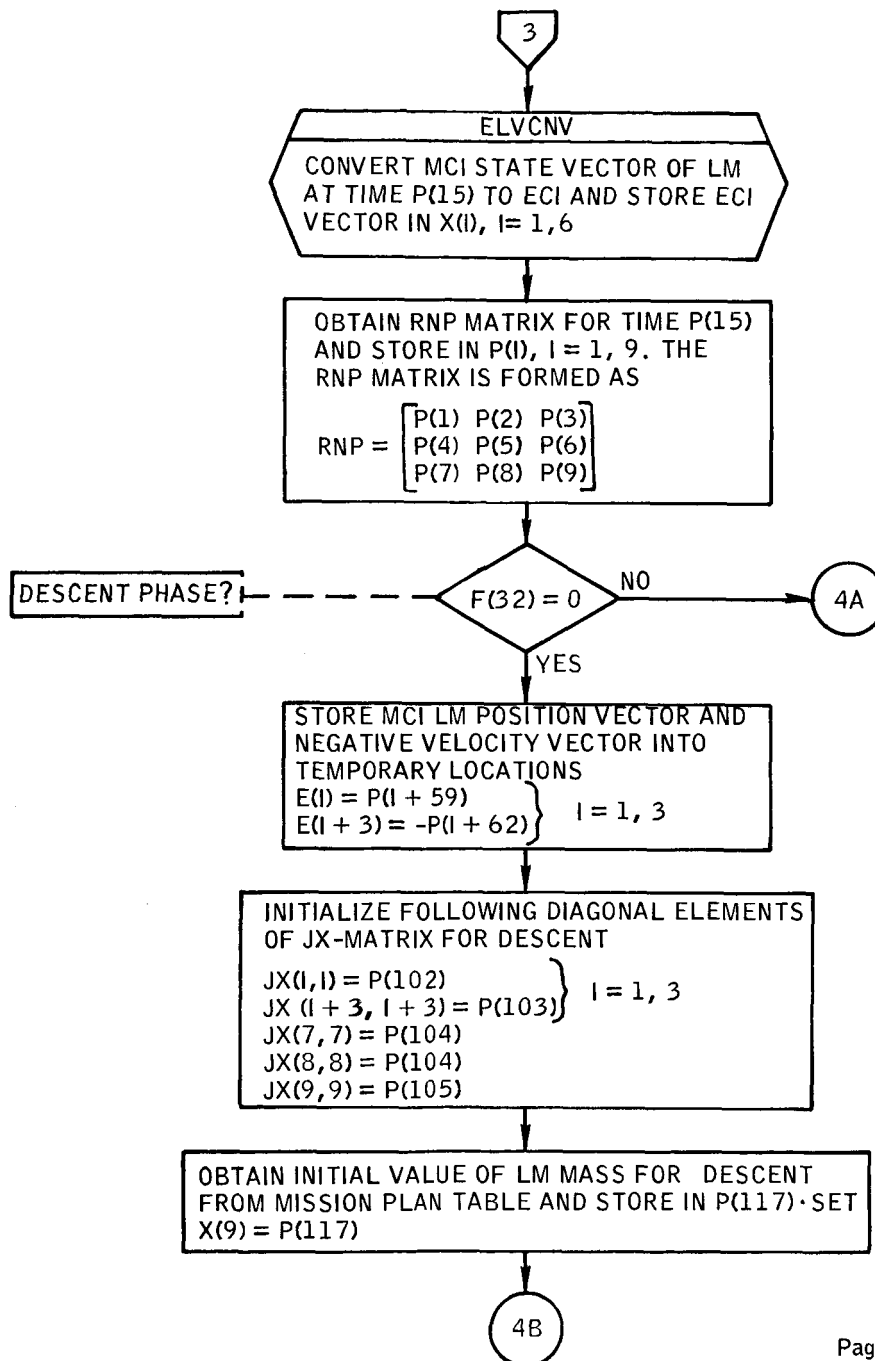 3
ELVCNV
CONVERT MCI STATE VECTOR OF LM
AT TIME P(15) TO ECI AND STORE ECI
VECTOR IN X(I), I= 1,6
OBTAIN RNP MATRIX FOR TIME P(15)
AND STORE IN P(I), I = 1, 9. THE
RNP MATRIX IS FORMED AS
P(1) P(2) P(3)
RNP = P(4) P(5) P(6)
P(7) P(8) P(9)
DESCENT PHASE?
F(32) = 0
NO
4A
YES
STORE MCI LM POSITION VECTOR AND
NEGATIVE VELOCITY VECTOR INTO
TEMPORARY LOCATIONS
E(I) = P(I + 59)
E(I + 3) = -P(I + 62)} I = 1, 3
INITIALIZE FOLLOWING DIAGONAL ELEMENTS
OF JX-MATRIX FOR DESCENT
JX(I,I) = P(102)
JX (I + 3, I + 3) = P(103)} I = 1, 3
JX(7,7) = P(104)
JX(8,8) = P(104)
JX(9,9) = P(105)
OBTAIN INITIAL VALUE OF LM MASS FOR DESCENT
FROM MISSION PLAN TABLE AND STORE IN P(117)·SET
X(9) = P(117)
4B
Pag